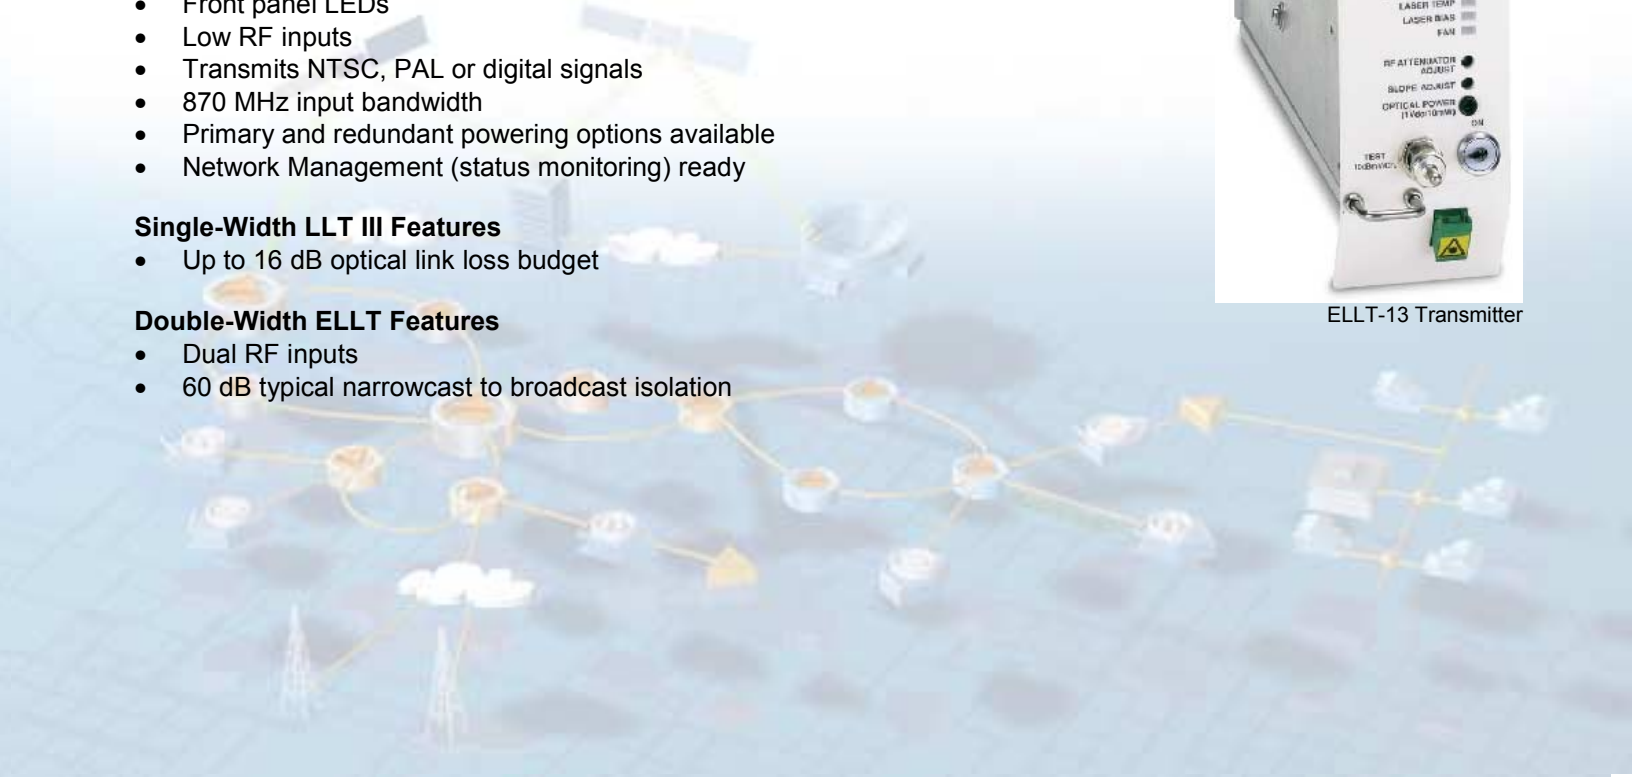 • Front panel LEDs
• Low RF inputs
• Transmits NTSC, PAL or digital signals
• 870 MHz input bandwidth
• Primary and redundant powering options available
• Network Management (status monitoring) ready
Single-Width LLT III Features
• Up to 16 dB optical link loss budget
Double-Width ELLT Features
• Dual RF inputs
• 60 dB typical narrowcast to broadcast isolation
LASER TEMP
LASER BIAS
FAN
RF ATTENUATOR
ADJUST
SLOPE ADJUST
OPTICAL POWER
ON
TEST
ELLT-13 Transmitter